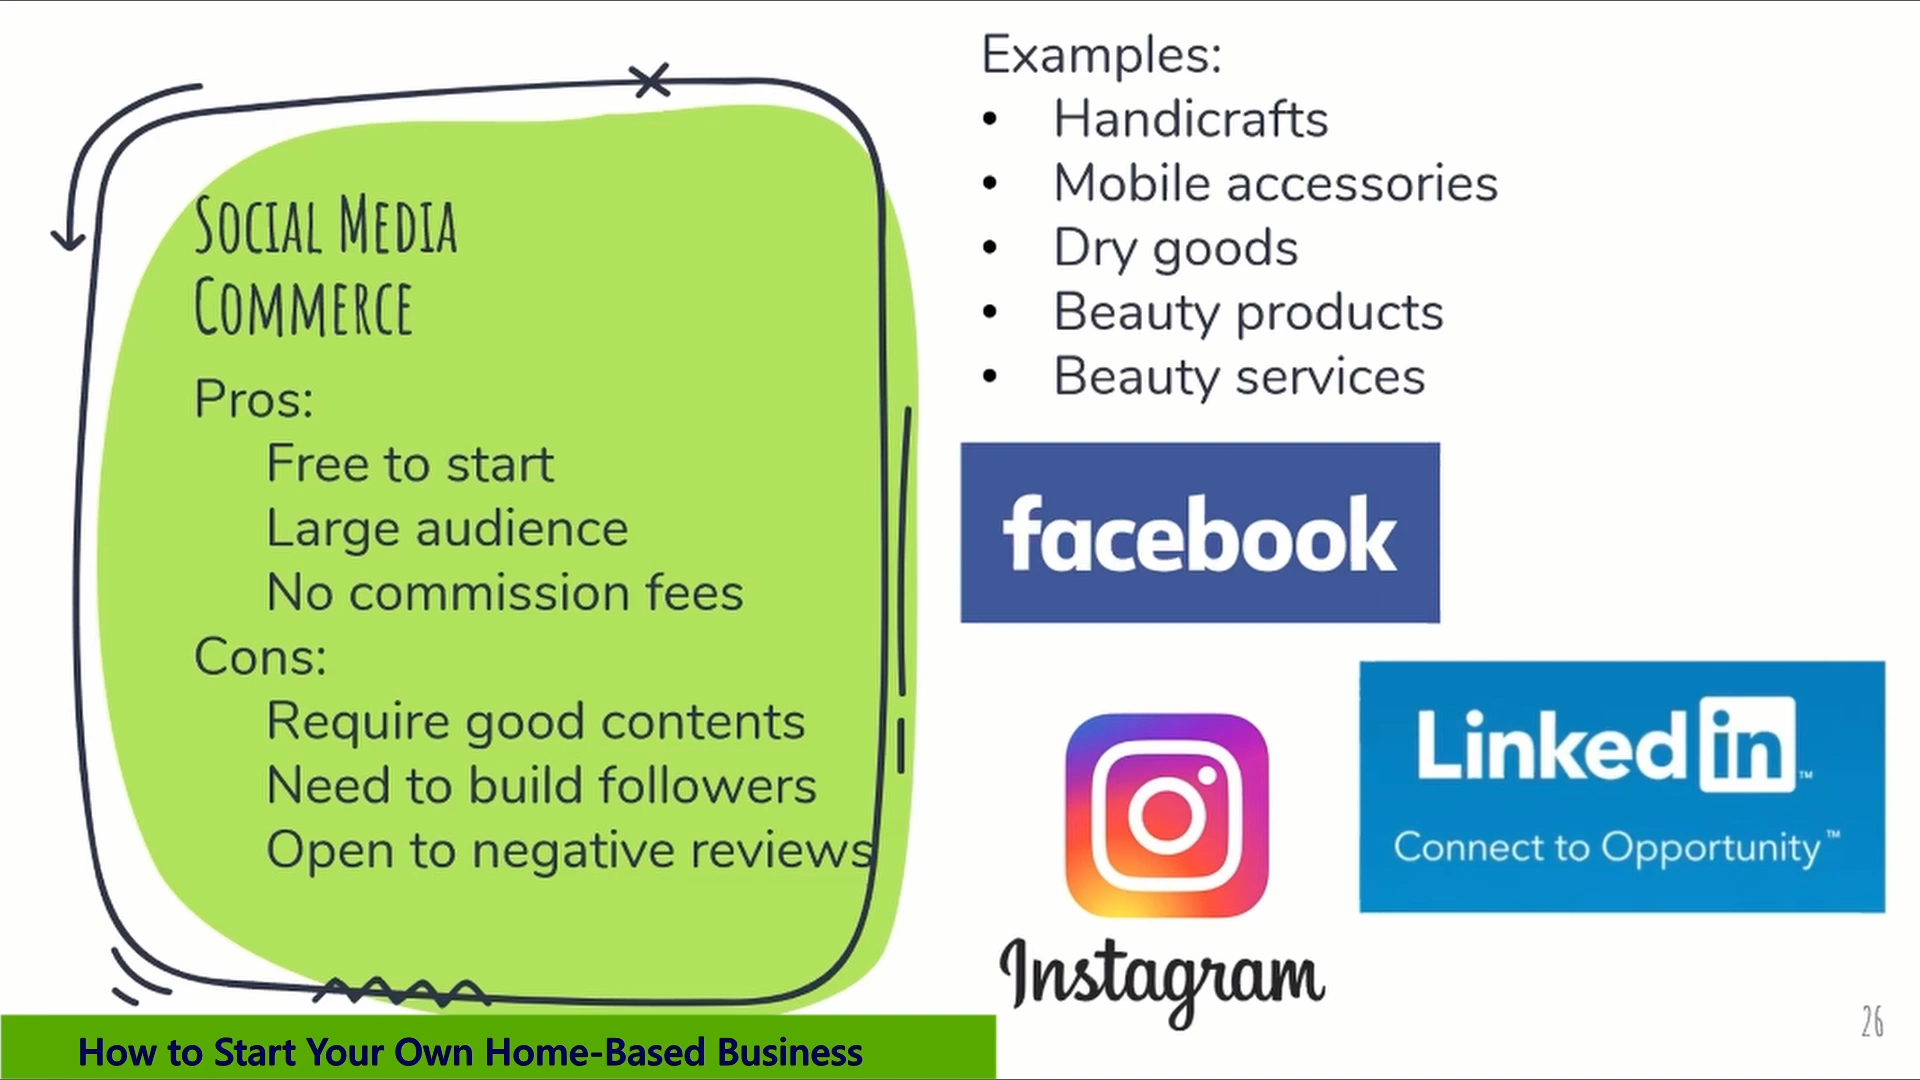 Social Media
Commerce
Pros:
Free to start
Large audience
No commission fees
Cons:
Require good contents
Need to build followers
Open to negative reviews
Examples:
• Handicrafts
• Mobile accessories
• Dry goods
• Beauty products
• Beauty services
facebook
Linked in™
Connect to Opportunity™
Instagram
26
How to Start Your Own Home-Based Business